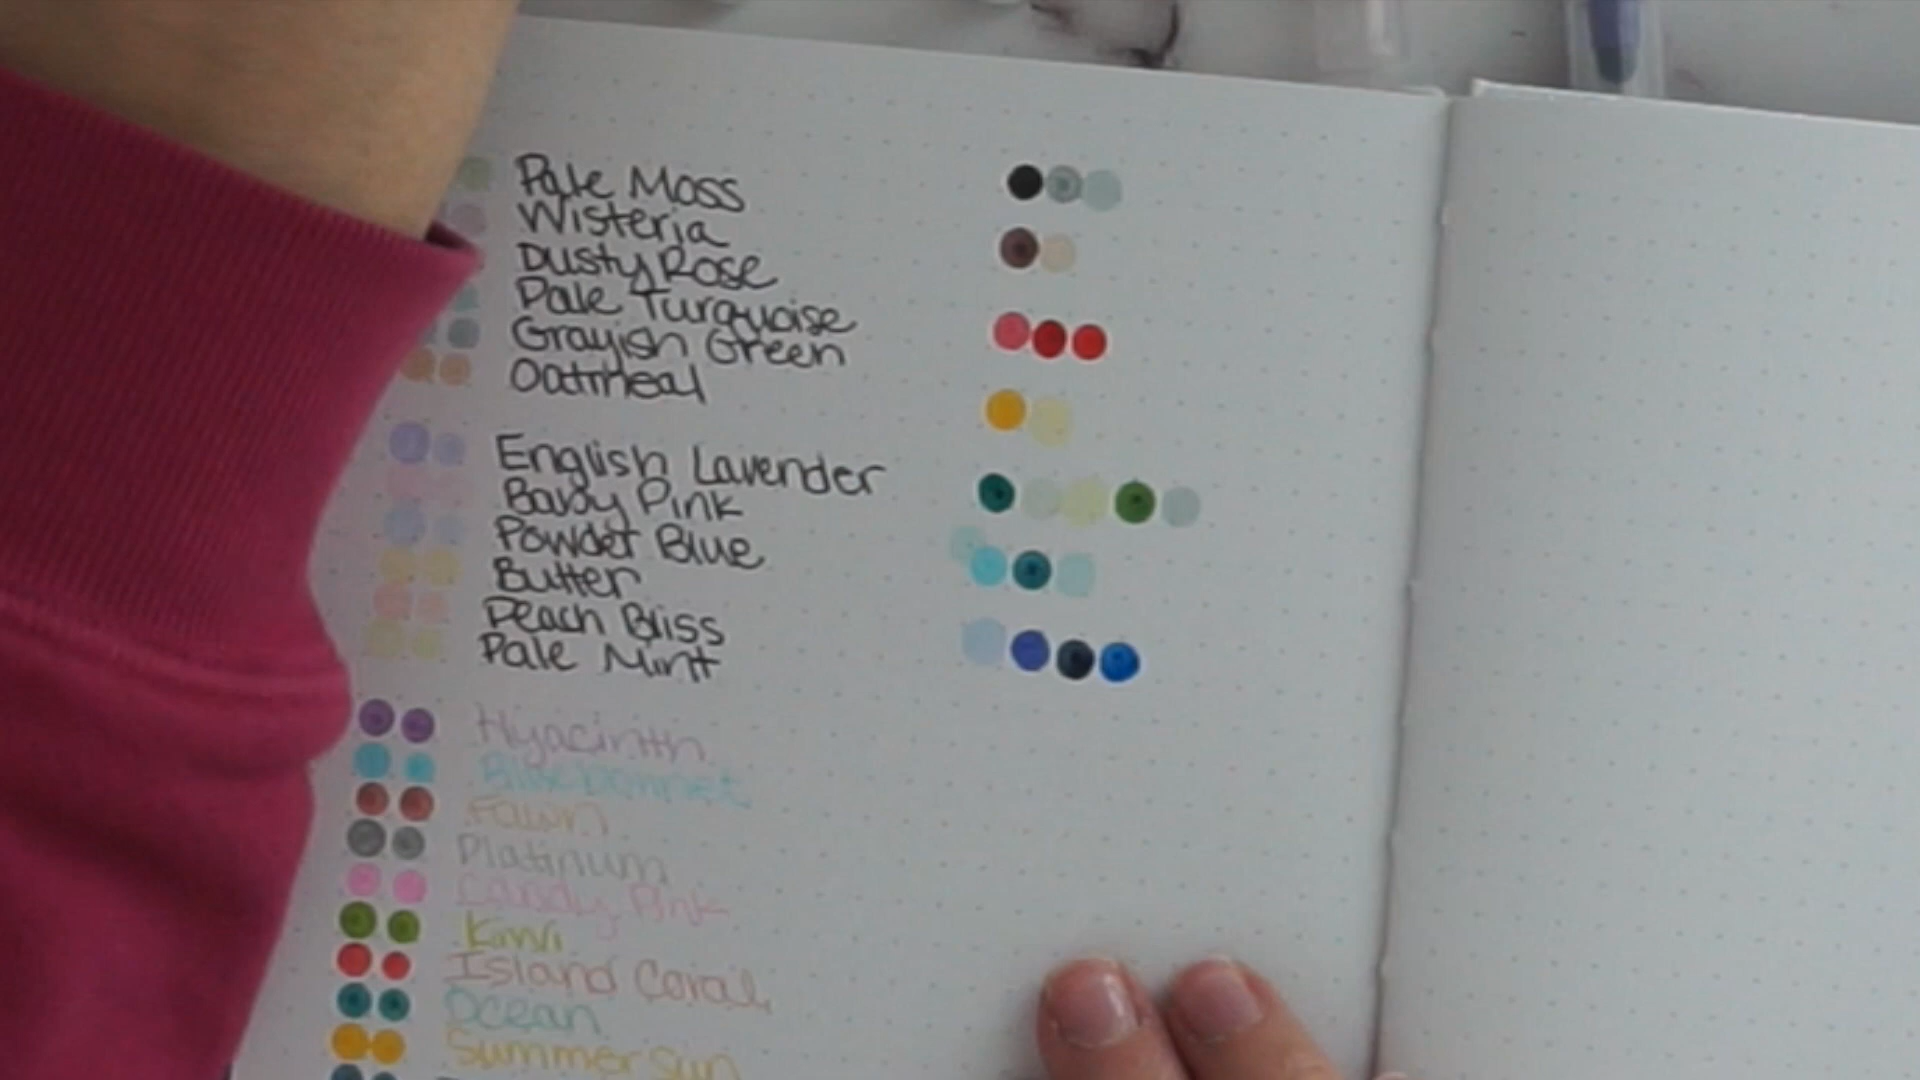 Pale Moss
Wisteria
Dusty Rose
Pale Turquoise
Grayish Green
Oatmeal
English Lavender
Baby Pink
Powder Blue
Butter
Peach Bliss
Pale Mint
Hyacinth
Bluebonnet
Fawn
Platinum
Candy Pink
Kiwi
Island Coral
Ocean
Summer Sun